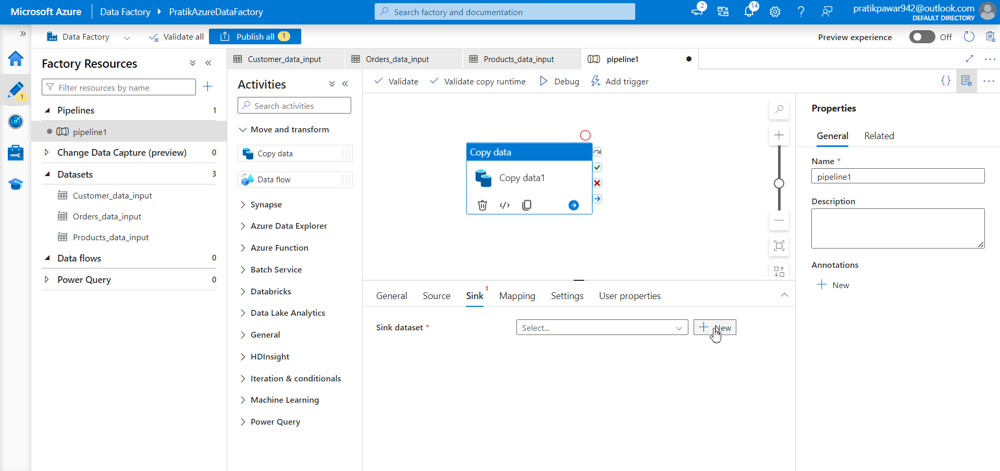 Microsoft Azure
Data Factory
PratikAzureDataFactory
Search factory and documentation
2
14
pratikpawar942@outlook.com
DEFAULT DIRECTORY
Data Factory
Validate all
Publish all
1
Preview experience
Off
1
Factory Resources
Filter resources by name
Pipelines
1
pipeline1
Change Data Capture (preview)
0
Datasets
3
Customer_data_input
Orders_data_input
Products_data_input
Data flows
0
Power Query
0
Customer_data_input
Orders_data_input
Products_data_input
pipeline1
Activities
Search activities
Move and transform
Copy data
Data flow
Synapse
Azure Data Explorer
Azure Function
Batch Service
Databricks
Data Lake Analytics
General
HDInsight
Iteration & conditionals
Machine Learning
Power Query
Validate
Validate copy runtime
Debug
Add trigger
Copy data
Copy data1
General
Source
Sink
1
Mapping
Settings
User properties
Sink dataset *
Select...
New
Properties
General
Related
Name *
pipeline1
Description
Annotations
New